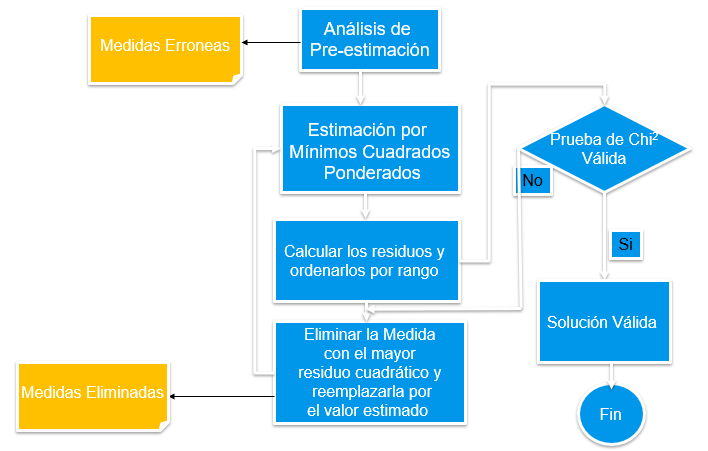 Análisis de
Pre-estimación
Medidas Erroneas
Estimación por
Mínimos Cuadrados
Ponderados
Prueba de Chi²
Válida
No
Calcular los residuos y
ordenarlos por rango
Si
Solución Válida
Eliminar la Medida
con el mayor
residuo cuadrático y
reemplazarla por
el valor estimado
Medidas Eliminadas
Fin